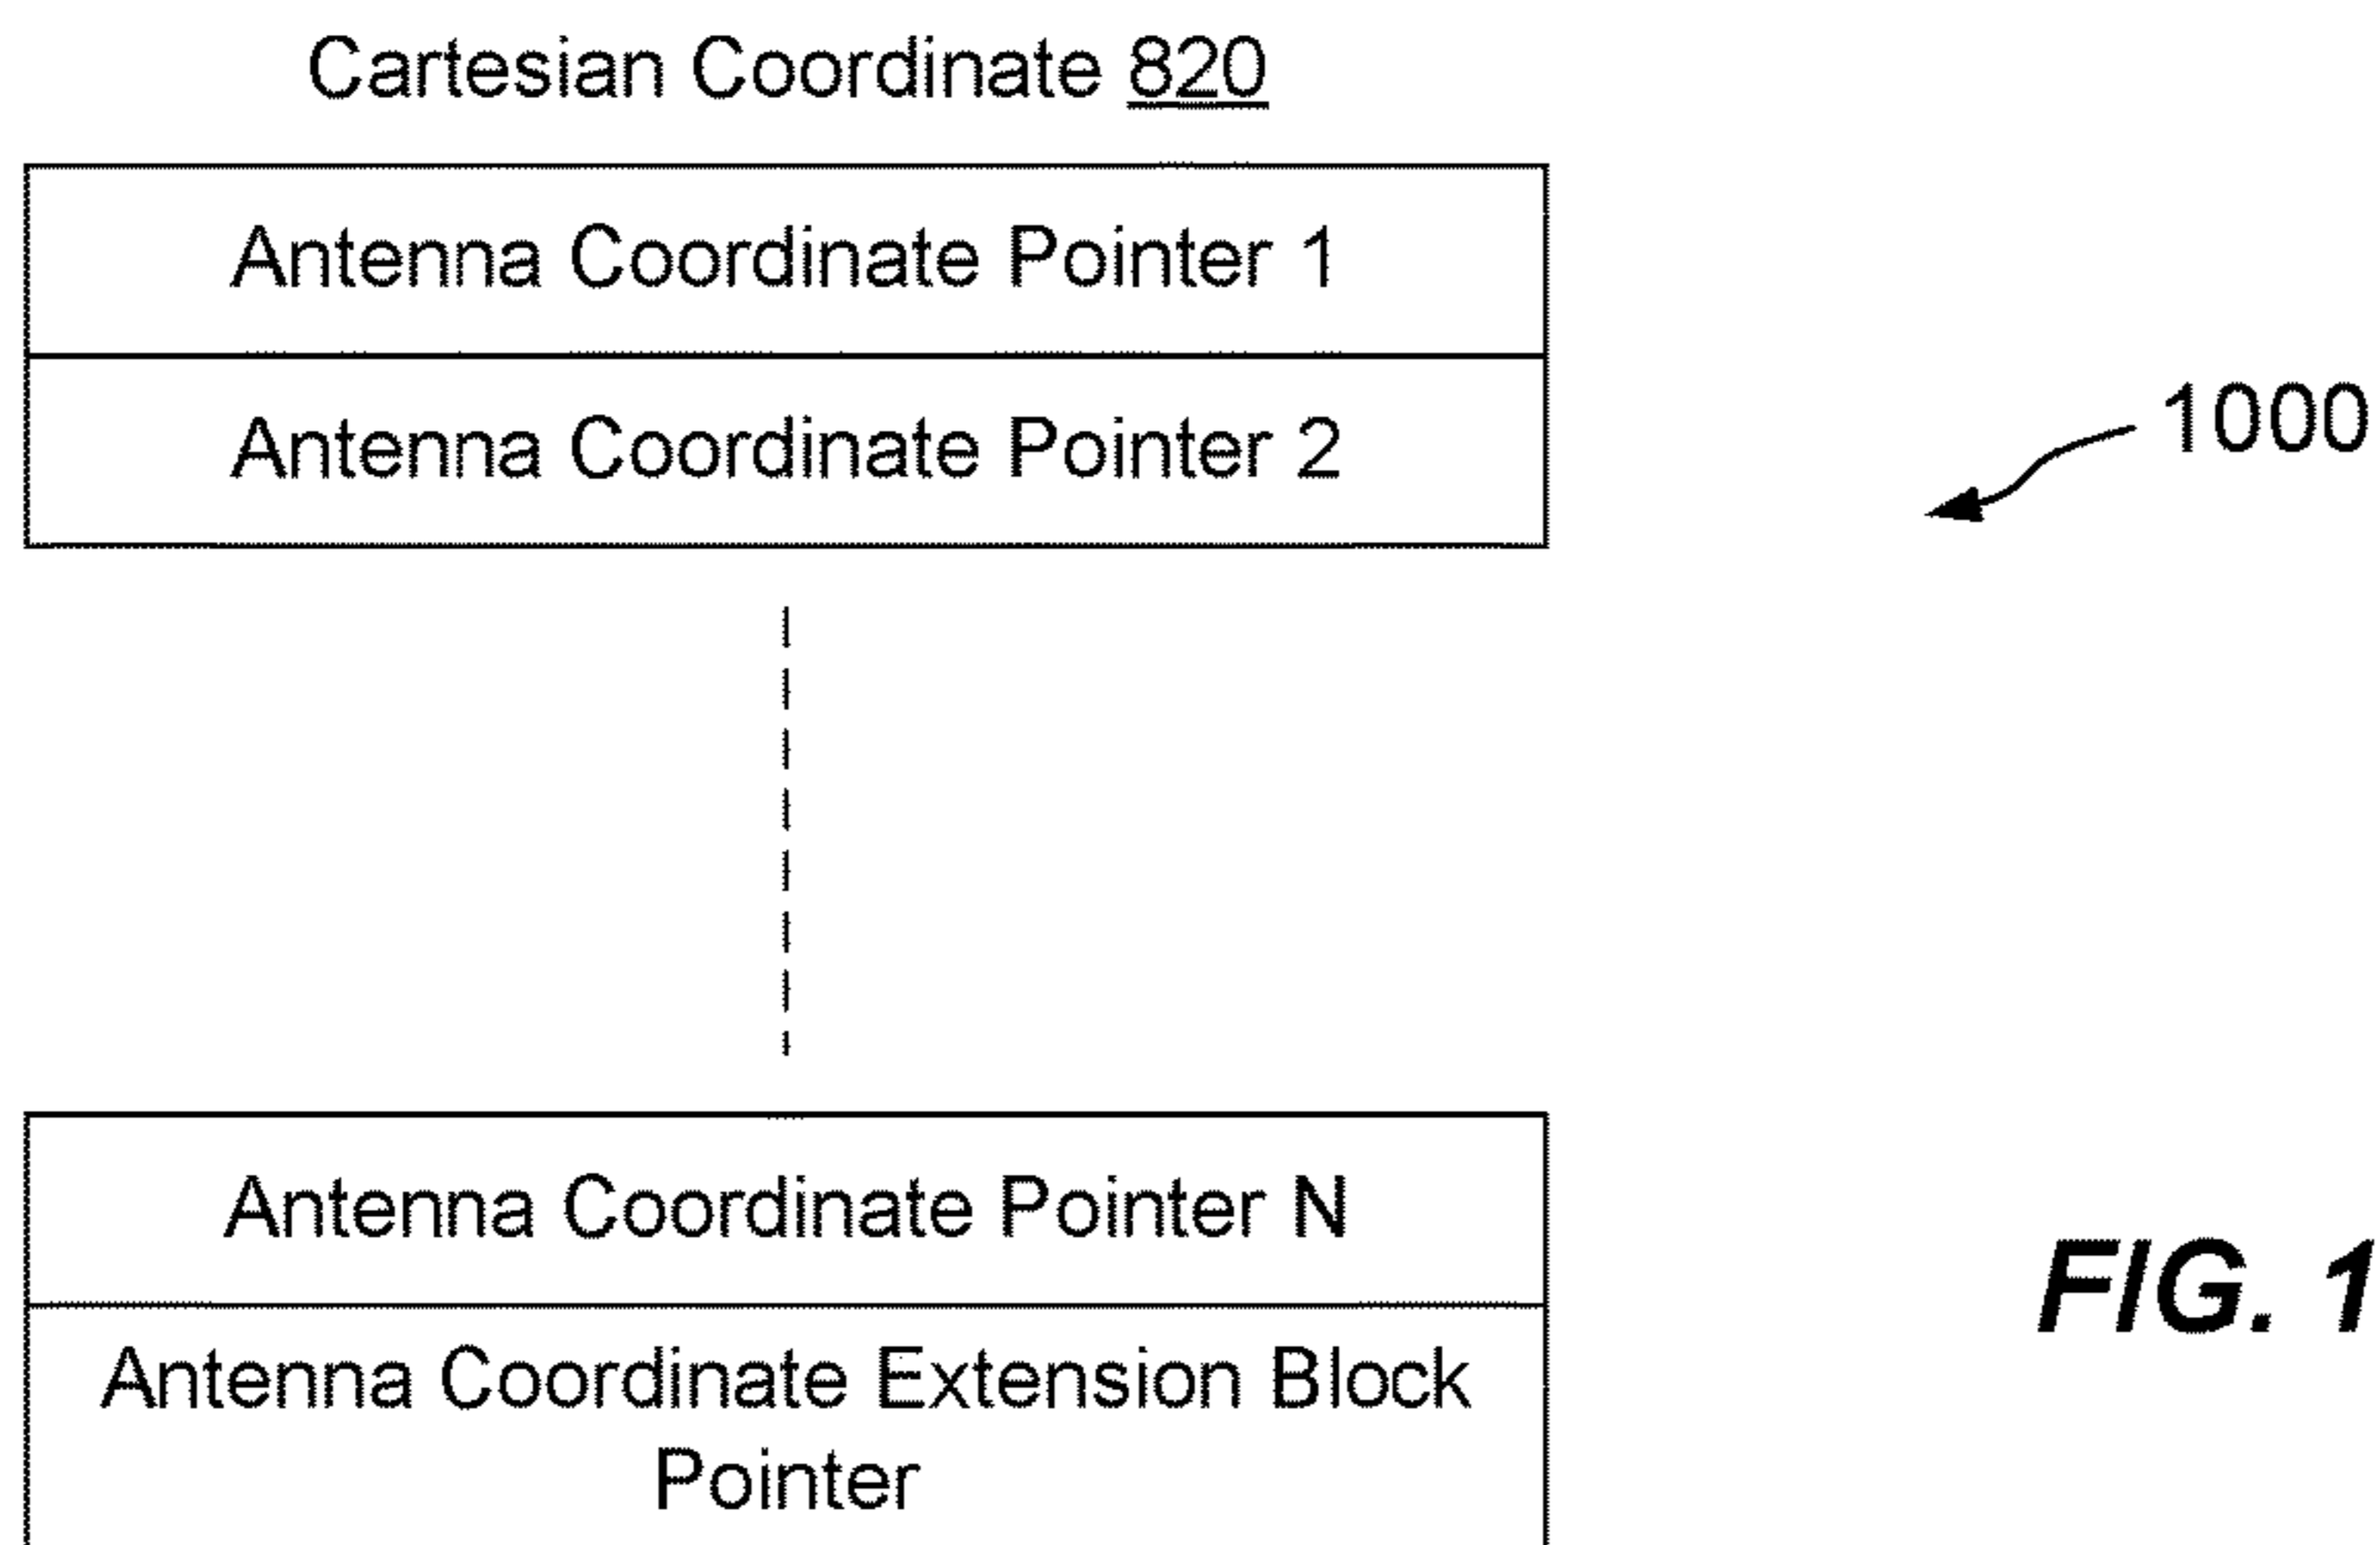 Cartesian Coordinate 820
Antenna Coordinate Pointer 1
Antenna Coordinate Pointer 2
1000
Antenna Coordinate Pointer N
FIG. 1
Antenna Coordinate Extension Block
Pointer